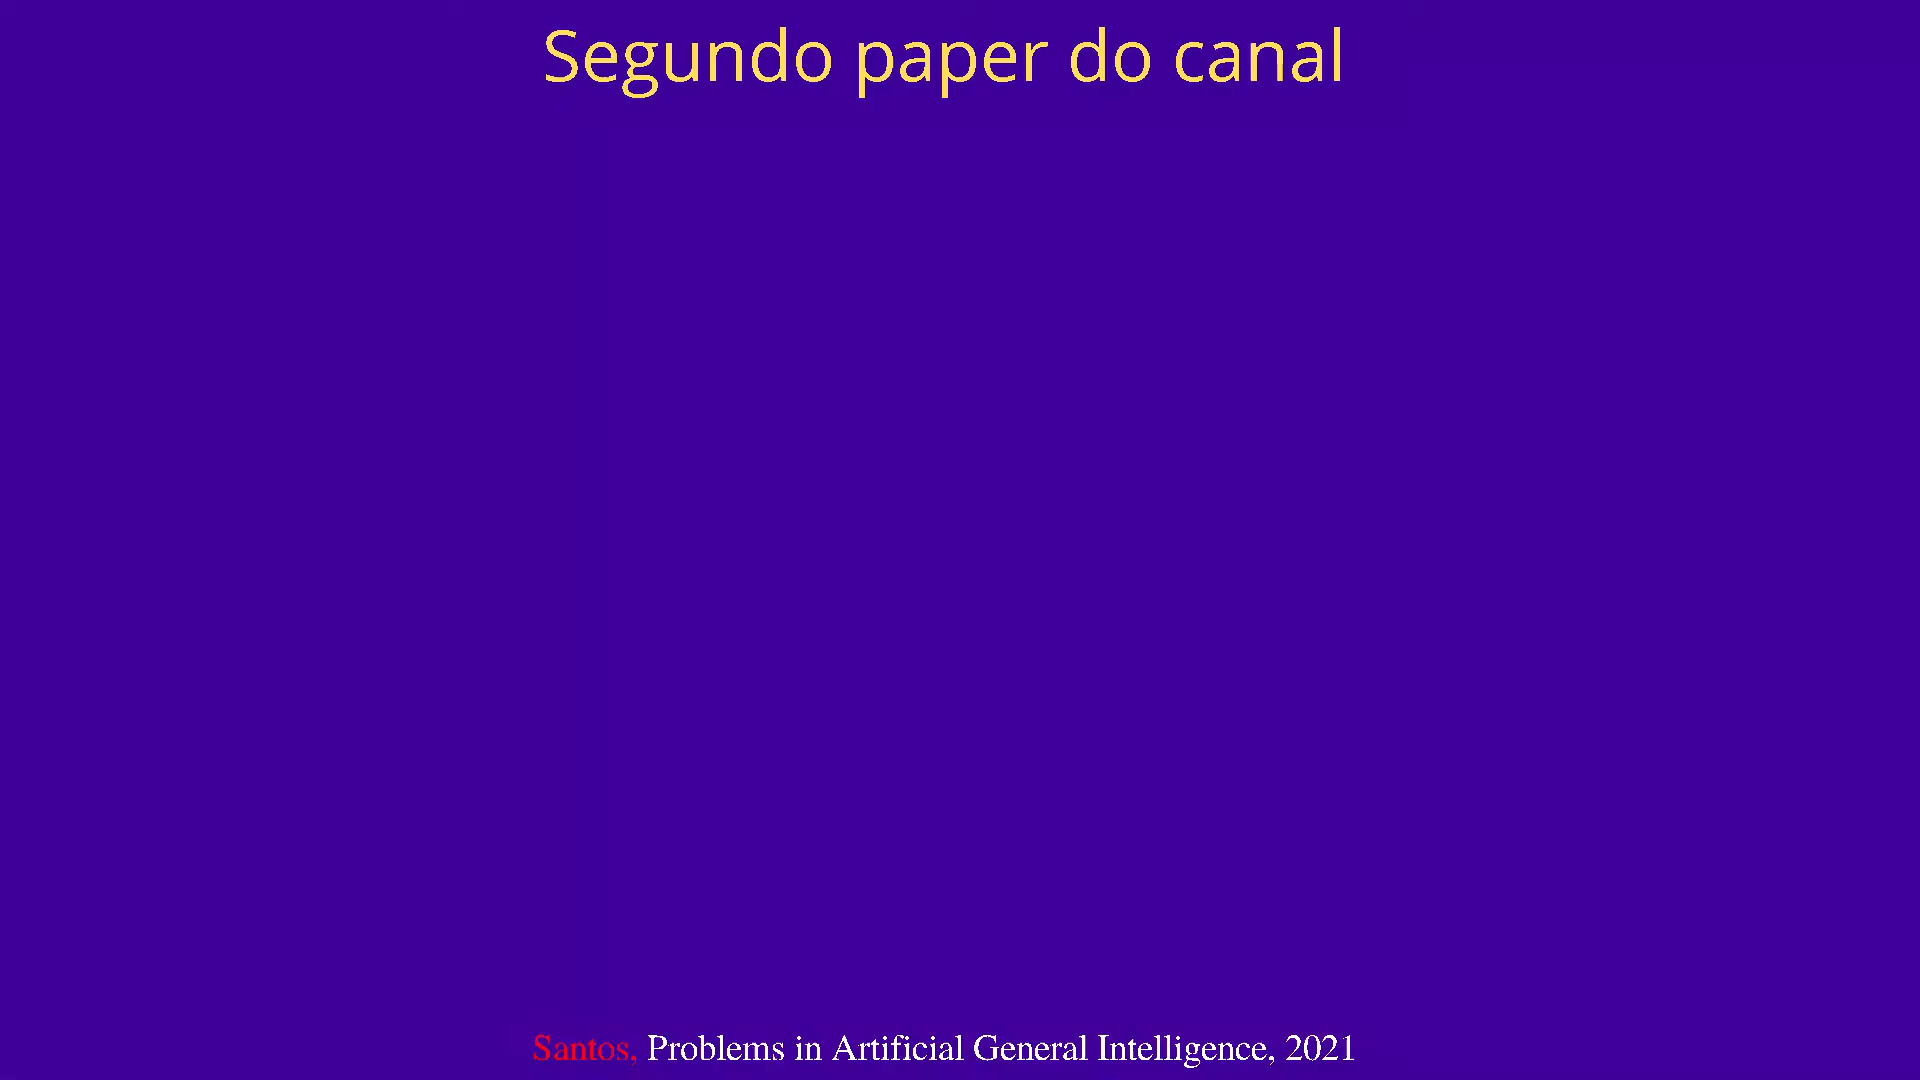 Segundo paper do canal
Santos, Problems in Artificial General Intelligence, 2021